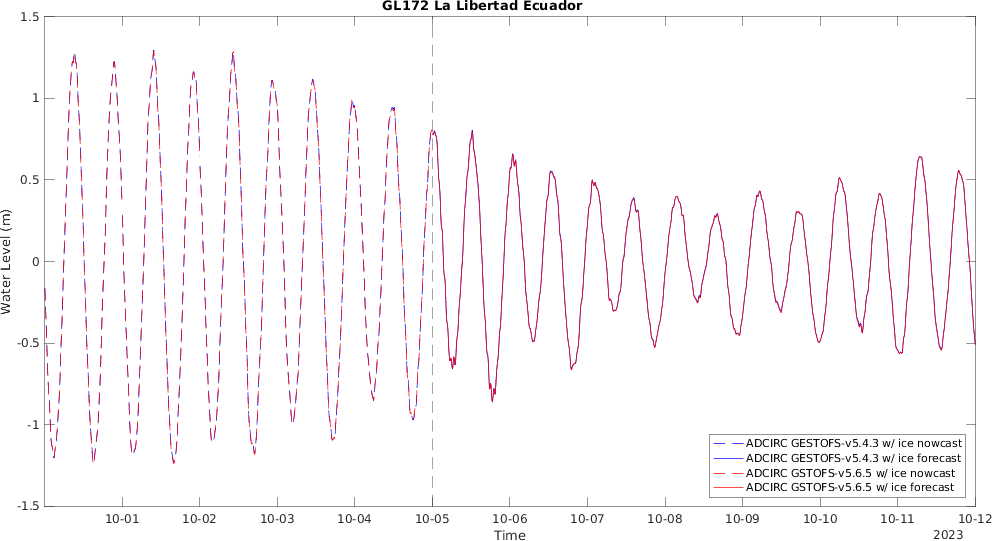 GL172 La Libertad Ecuador
1.5
1
0.5
0
-0.5
-1
-1.5
Water Level (m)
10-01 10-02 10-03 10-04 10-05 10-06 10-07 10-08 10-09 10-10 10-11 10-12
Time
2023
ADCIRC GESTOFS-v5.4.3 w/ ice nowcast
ADCIRC GESTOFS-v5.4.3 w/ ice forecast
ADCIRC GSTOFS-v5.6.5 w/ ice nowcast
ADCIRC GSTOFS-v5.6.5 w/ ice forecast